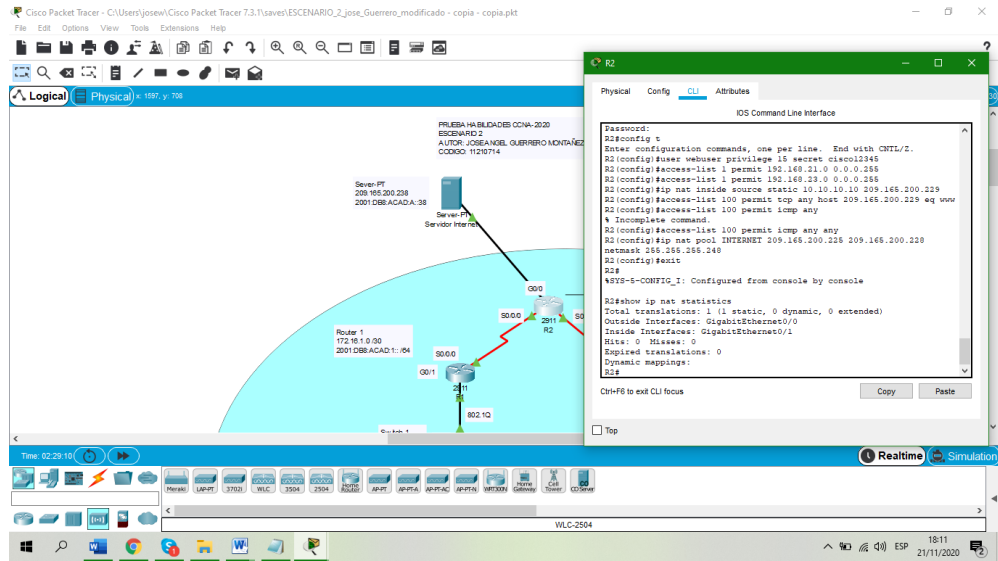 Cisco Packet Tracer - C:\Users\josew\Cisco Packet Tracer 7.3.1\saves\ESCENARIO_2_jose_Guerrero_modificado - copia - copia.pkt
File Edit Options View Tools Extensions Help
?
Logical
Physical
x: 1597, y: 708
PRUEBA HABILIDADES CCNA- 2020
ESCENARIO 2
AUTOR: JOSE ANGEL GUERRERO MONTAÑEZ
CODIGO: 11210714
Sever-PT
209.165.200.238
2001:DB8:ACAD:A::38
Server-PT
Servidor Internet
G0/0
S0/0/0
2911
R2
S0
Router 1
172.16.1.0 /30
2001:DB8:ACAD:1:: /64
S0/0/0
G0/1
2911
R1
802.1Q
Switch 1
R2
Physical Config CLI Attributes
IOS Command Line Interface
Password:
R2#config t
Enter configuration commands, one per line. End with CNTL/Z.
R2(config)#user webuser privilege 15 secret cisco12345
R2(config)#access-list 1 permit 192.168.21.0 0.0.0.255
R2(config)#access-list 1 permit 192.168.23.0 0.0.0.255
R2(config)#ip nat inside source static 10.10.10.10 209.165.200.229
R2(config)#access-list 100 permit tcp any host 209.165.200.229 eq www
R2(config)#access-list 100 permit icmp any
% Incomplete command.
R2(config)#access-list 100 permit icmp any any
R2(config)#ip nat pool INTERNET 209.165.200.225 209.165.200.228
netmask 255.255.255.248
R2(config)#exit
R2#
%SYS-5-CONFIG_I: Configured from console by console
R2#show ip nat statistics
Total translations: 1 (1 static, 0 dynamic, 0 extended)
Outside Interfaces: GigabitEthernet0/0
Inside Interfaces: GigabitEthernet0/1
Hits: 0 Misses: 0
Expired translations: 0
Dynamic mappings:
R2#
Ctrl+F6 to exit CLI focus
Copy
Paste
Top
Time: 02:29:10
Realtime
Simulation
Meraki
LAP-PT
3702i
WLC
3504
2504
Home Router
AP-PT
AP-PT-A
AP-PT-AC
AP-PT-N
WRT300N
Home Gateway
Cell Tower
CO Server
WLC-2504
ESP
18:11
21/11/2020
2